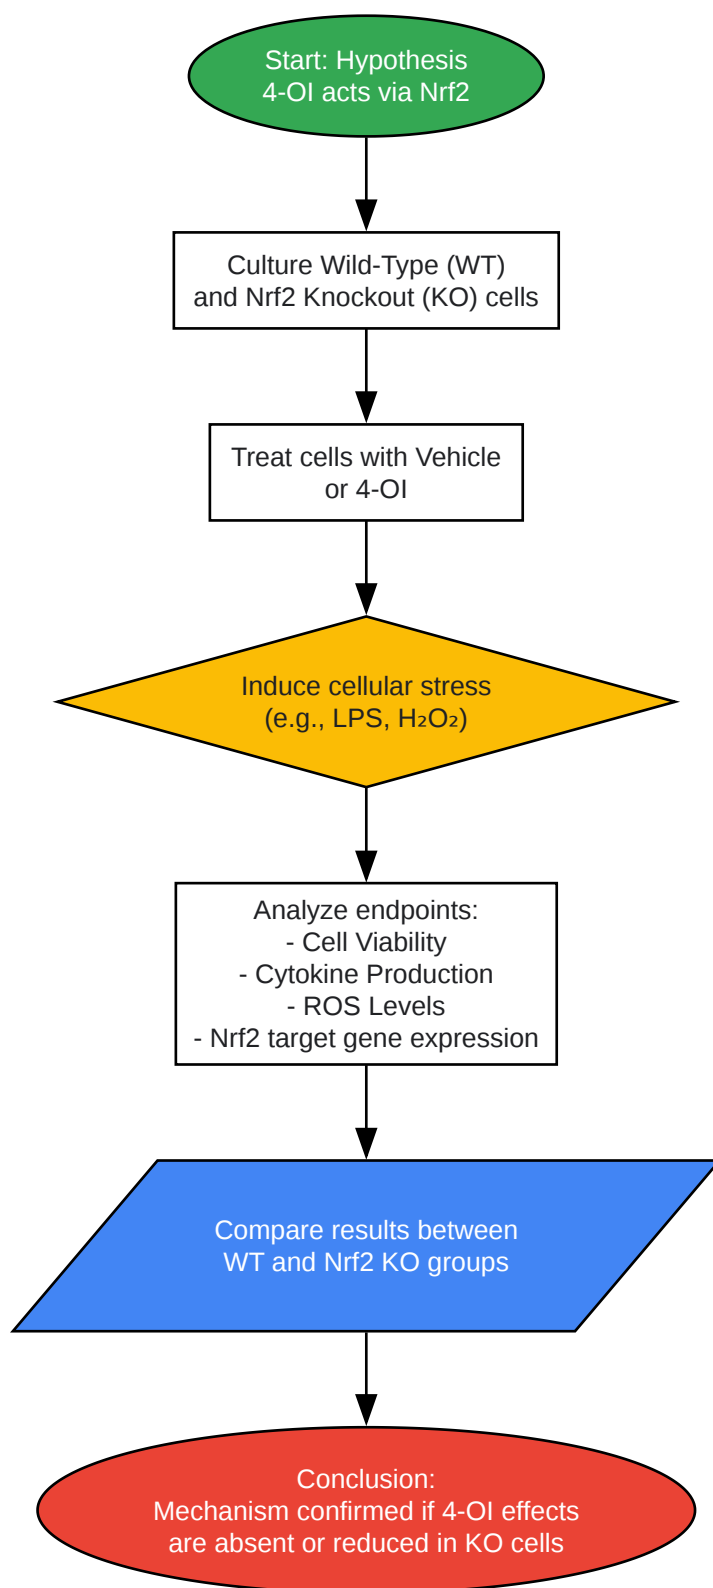 Start: Hypothesis
4-OI acts via Nrf2
Culture Wild-Type (WT)
and Nrf2 Knockout (KO) cells
Treat cells with Vehicle
or 4-OI
Induce cellular stress
(e.g., LPS, H₂O₂)
Analyze endpoints:
- Cell Viability
- Cytokine Production
- ROS Levels
- Nrf2 target gene expression
Compare results between
WT and Nrf2 KO groups
Conclusion:
Mechanism confirmed if 4-OI effects
are absent or reduced in KO cells